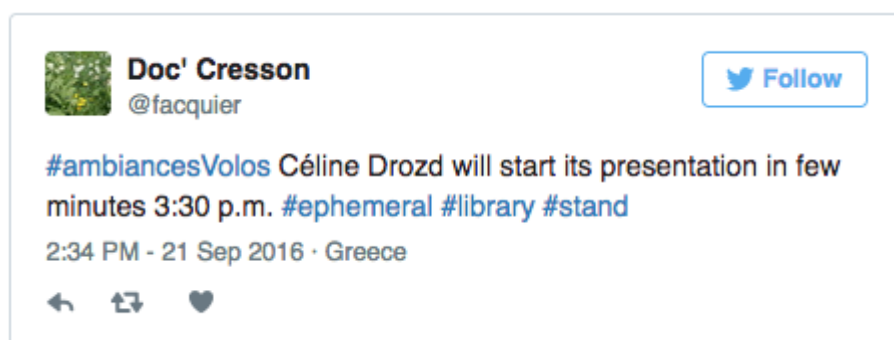 Doc' Cresson
Follow
@facquier
#ambiancesVolos Céline Drozd will start its presentation in few
minutes 3:30 p.m. #ephemeral #library #stand
2:34 PM - 21 Sep 2016 · Greece